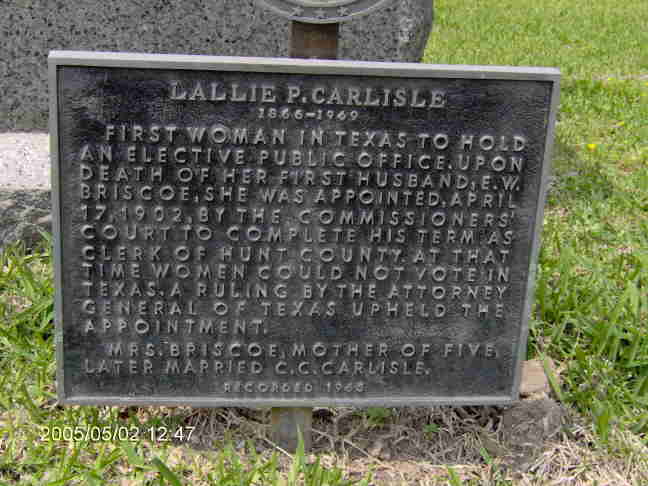 LALLIE P. CARLISLE
1866-1949
FIRST WOMAN IN TEXAS TO HOLD
AN ELECTIVE PUBLIC OFFICE. UPON
DEATH OF HER FIRST HUSBAND, E. W.
BRISCOE, SHE WAS APPOINTED, APRIL
17, 1902, BY THE COMMISSIONERS'
COURT TO COMPLETE HIS TERM AS
CLERK OF HUNT COUNTY. AT THAT
TIME WOMEN COULD NOT VOTE IN
TEXAS. A RULING BY THE ATTORNEY
GENERAL OF TEXAS UPHELD THE
APPOINTMENT.
MRS. BRISCOE, MOTHER OF FIVE,
LATER MARRIED C. C. CARLISLE.
RECORDED 1968
2005/05/02 12:47